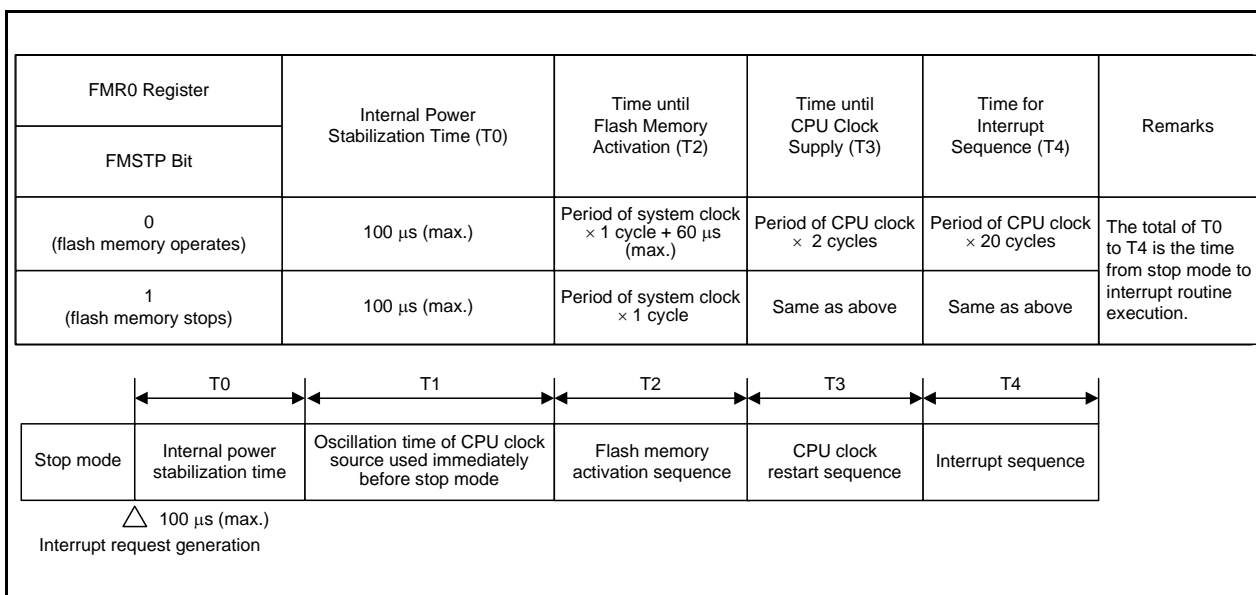 FMR0 Register
FMSTP Bit
Internal Power
Stabilization Time (T0)
Time until
Flash Memory
Activation (T2)
Time until
CPU Clock
Supply (T3)
Time for
Interrupt
Sequence (T4)
Remarks
0
(flash memory operates)
100 μs (max.)
Period of system clock
× 1 cycle + 60 μs
(max.)
Period of CPU clock
× 2 cycles
Period of CPU clock
× 20 cycles
The total of T0
to T4 is the time
from stop mode to
interrupt routine
execution.
1
(flash memory stops)
100 μs (max.)
Period of system clock
× 1 cycle
Same as above
Same as above
T0
T1
T2
T3
T4
Stop mode
Internal power
stabilization time
Oscillation time of CPU clock
source used immediately
before stop mode
Flash memory
activation sequence
CPU clock
restart sequence
Interrupt sequence
100 μs (max.)
Interrupt request generation